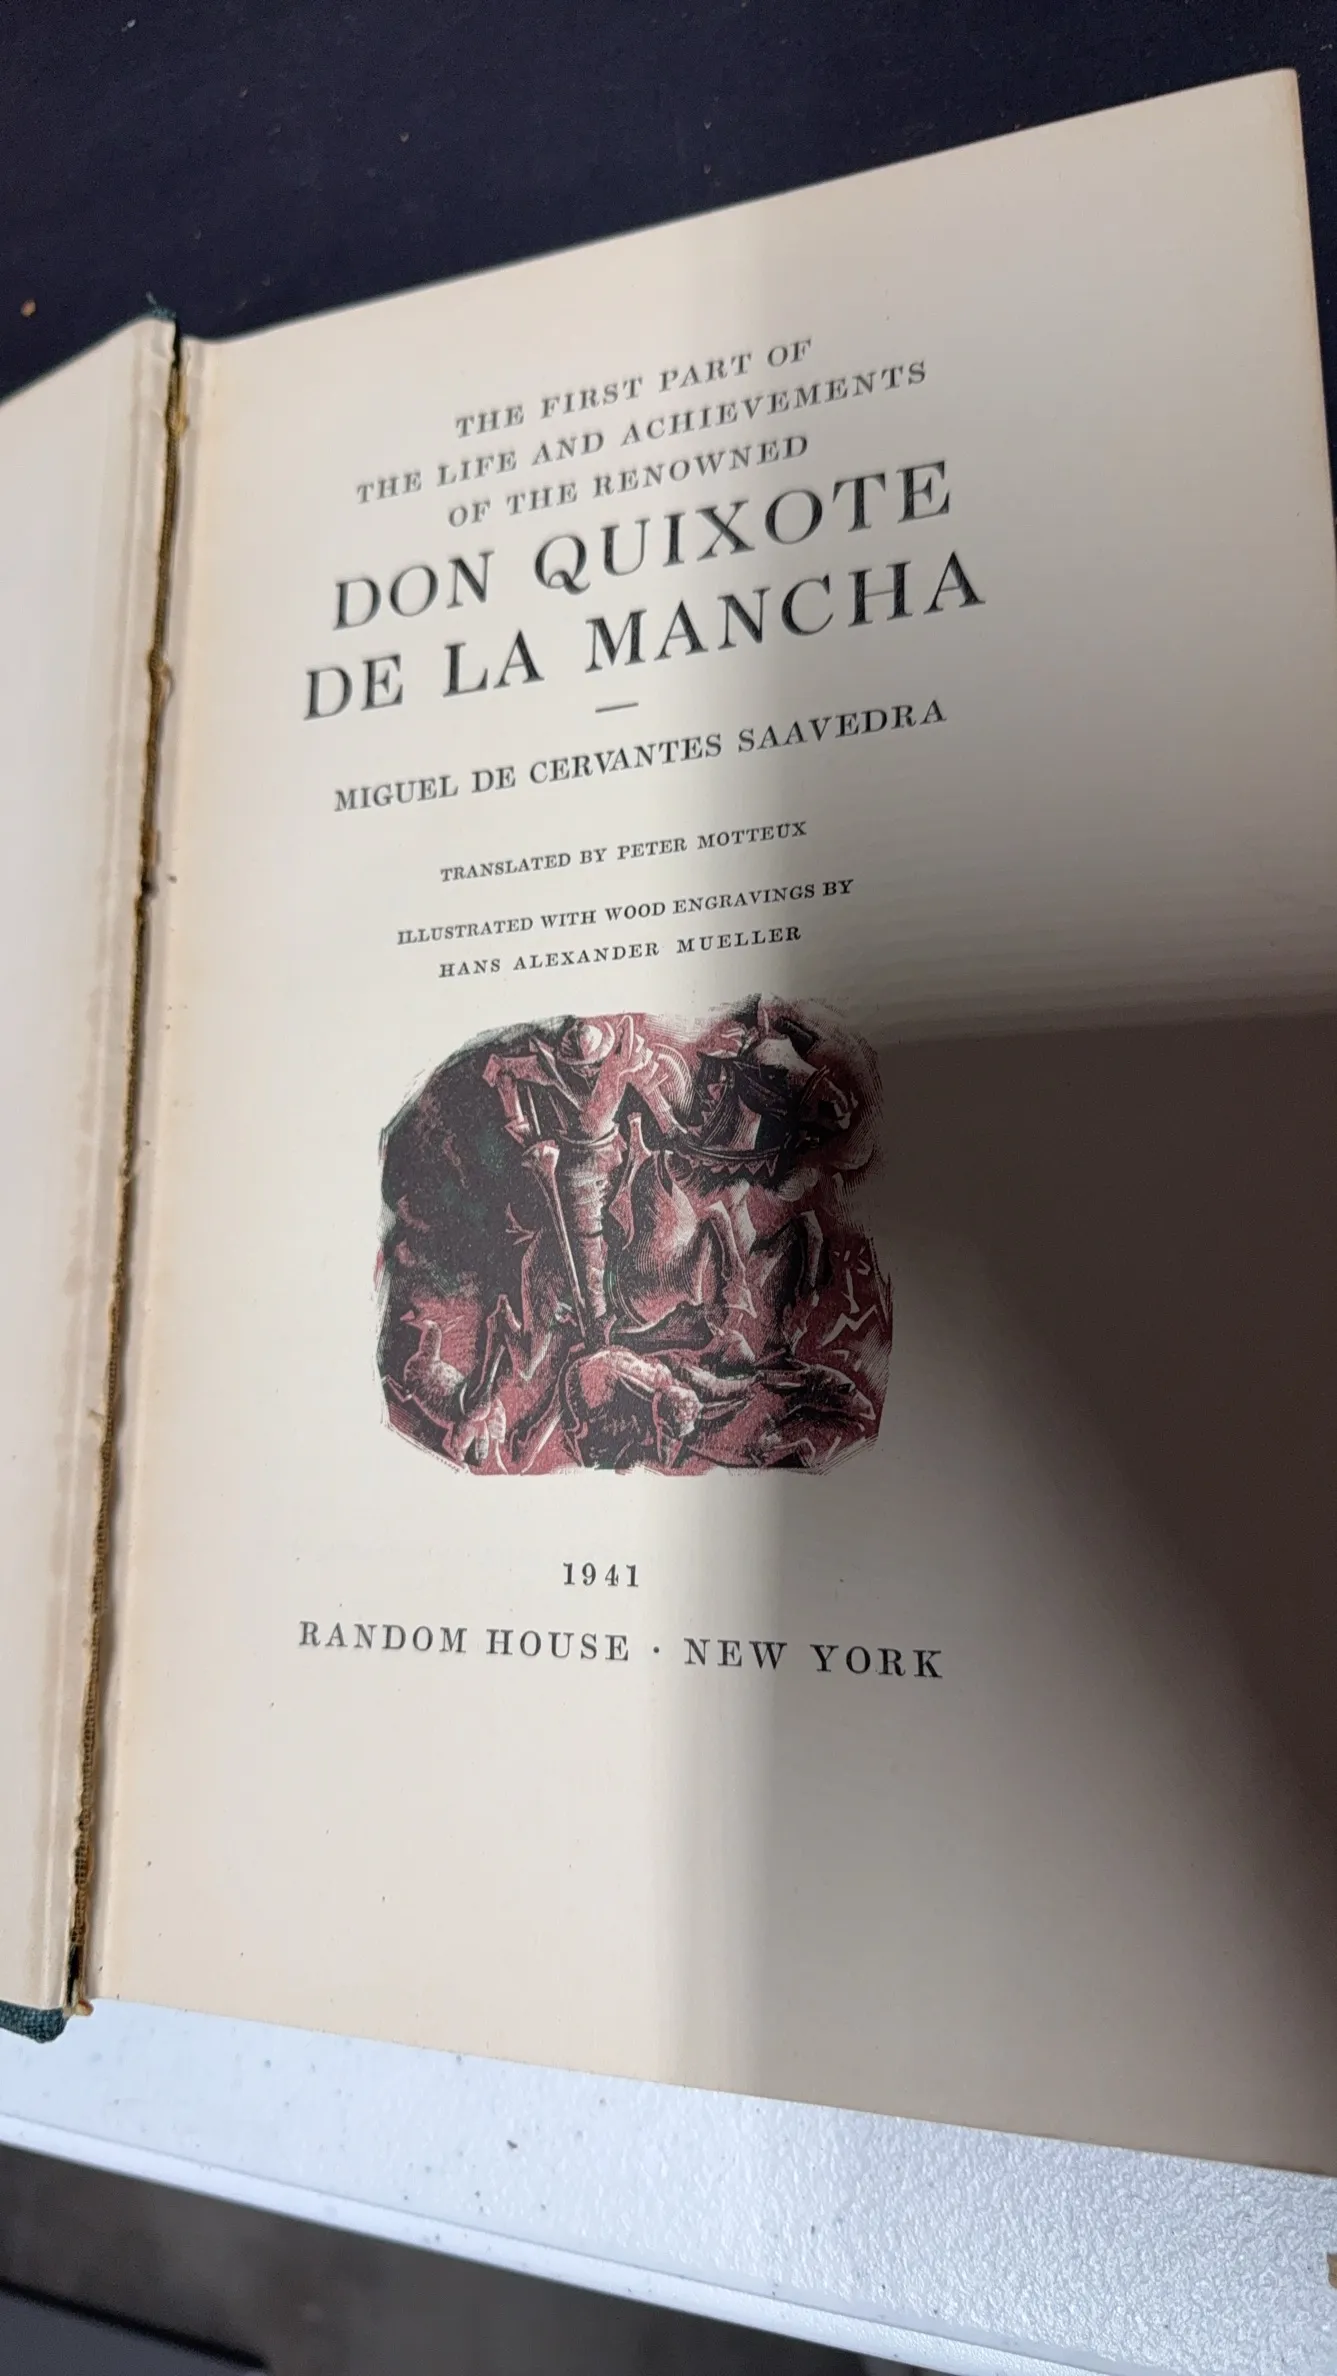 THE FIRST PART OF
THE LIFE AND ACHIEVEMENTS
OF THE RENOWNED
DON QUIXOTE
DE LA MANCHA
MIGUEL DE CERVANTES SAAVEDRA
TRANSLATED BY PETER MOTTEUX
ILLUSTRATED WITH WOOD ENGRAVINGS BY
HANS ALEXANDER MUELLER
1941
RANDOM HOUSE · NEW YORK